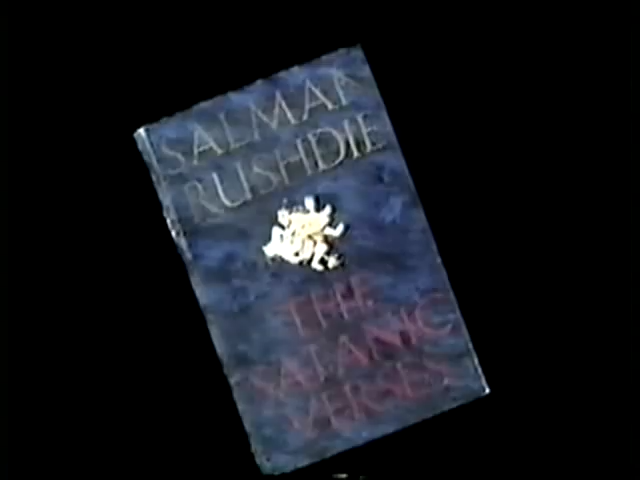 SALMAN
RUSHDIE
THE
SATANIC
VERSES